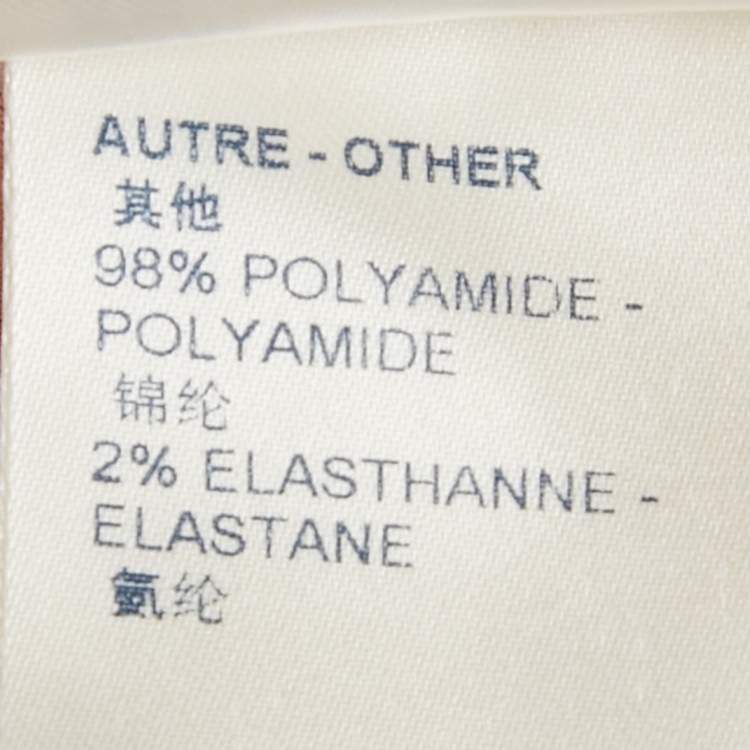 AUTRE - OTHER
其他
98% POLYAMIDE -
POLYAMIDE
锦纶
2% ELASTHANNE -
ELASTANE
氨纶